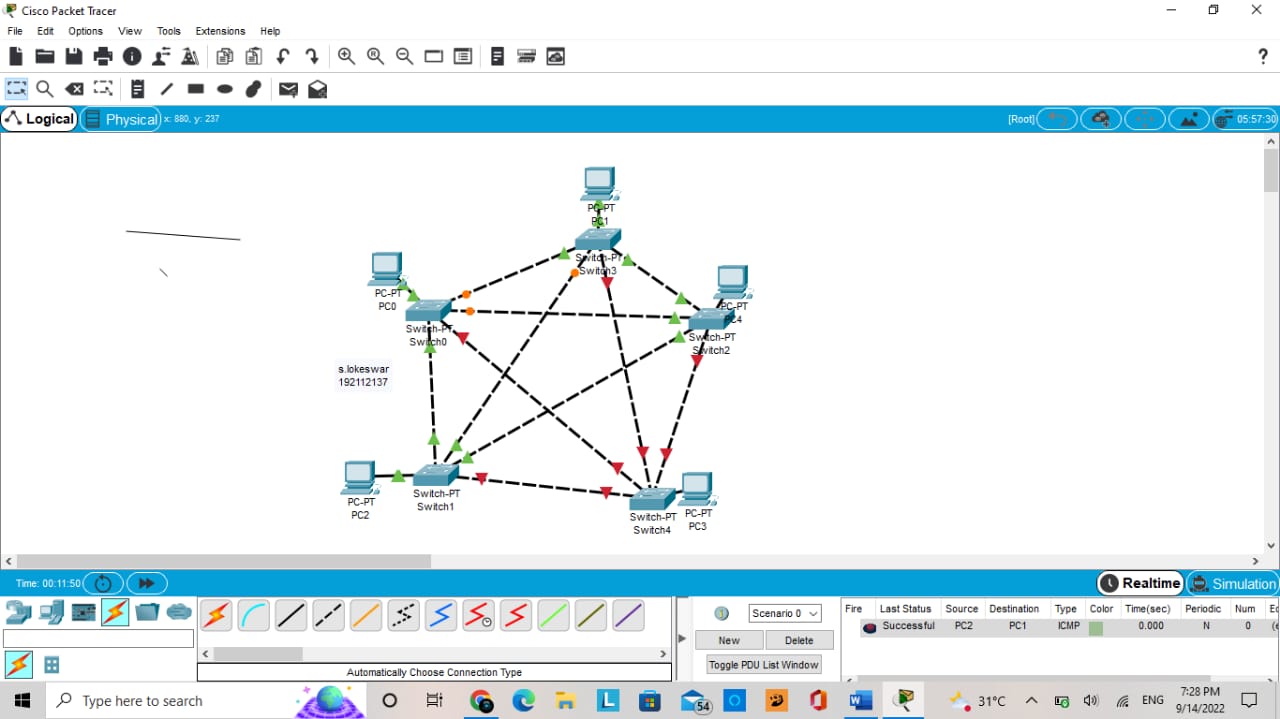 Cisco Packet Tracer
File Edit Options View Tools Extensions Help
?
Logical Physical x: 880, y: 237 [Root] 05:57:30
PC-PT
PC1
Switch-PT
Switch3
PC-PT
PC0
Switch-PT
Switch0
PC-PT
PC4
Switch-PT
Switch2
s.lokeswar
192112137
PC-PT
PC2
Switch-PT
Switch1
Switch-PT
Switch4
PC-PT
PC3
Time: 00:11:50 Realtime Simulation
Scenario 0
New Delete
Toggle PDU List Window
Fire Last Status Source Destination Type Color Time(sec) Periodic Num
Successful PC2 PC1 ICMP 0.000 N 0
Automatically Choose Connection Type
Type here to search
L
54
W
31°C ENG
7:28 PM
9/14/2022